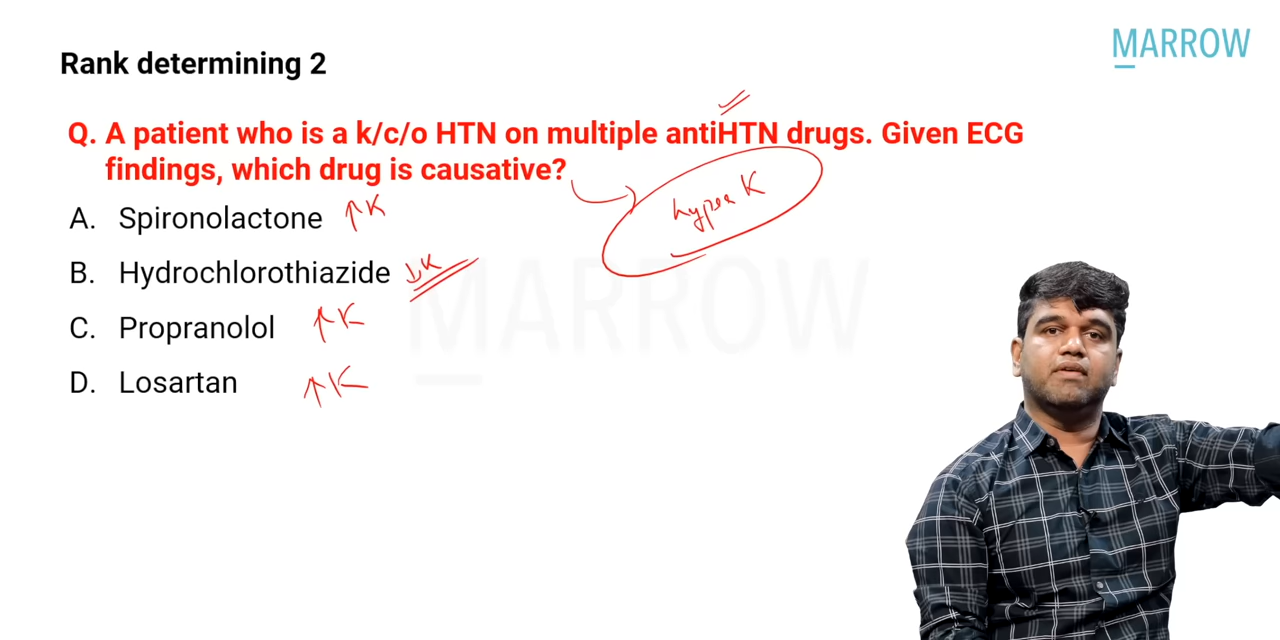 MARROW
Rank determining 2
Q. A patient who is a k/c/o HTN on multiple antiHTN drugs. Given ECG
findings, which drug is causative?
hyper K
A. Spironolactone ↑K
B. Hydrochlorothiazide ↓K
C. Propranolol ↑K
D. Losartan ↑K
MARROW